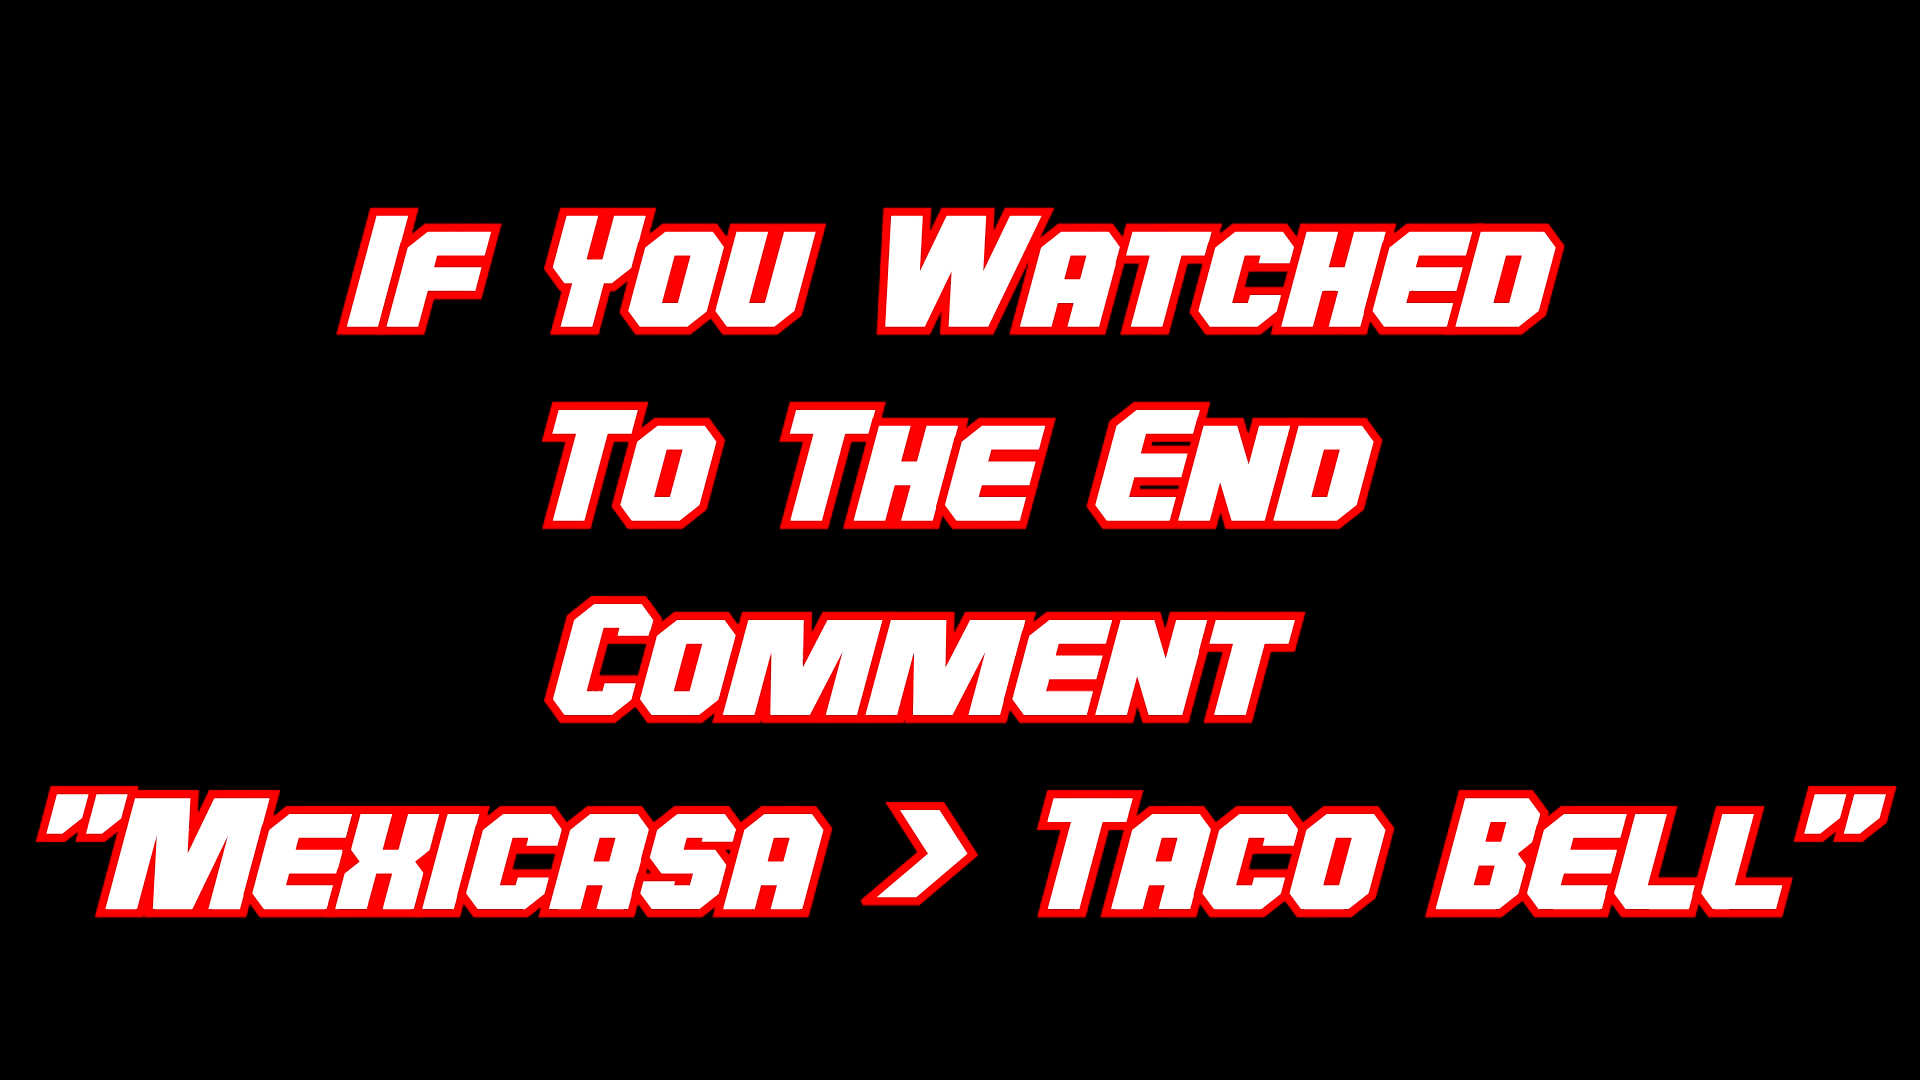 If You Watched
To The End
Comment
"Mexicasa > Taco Bell"